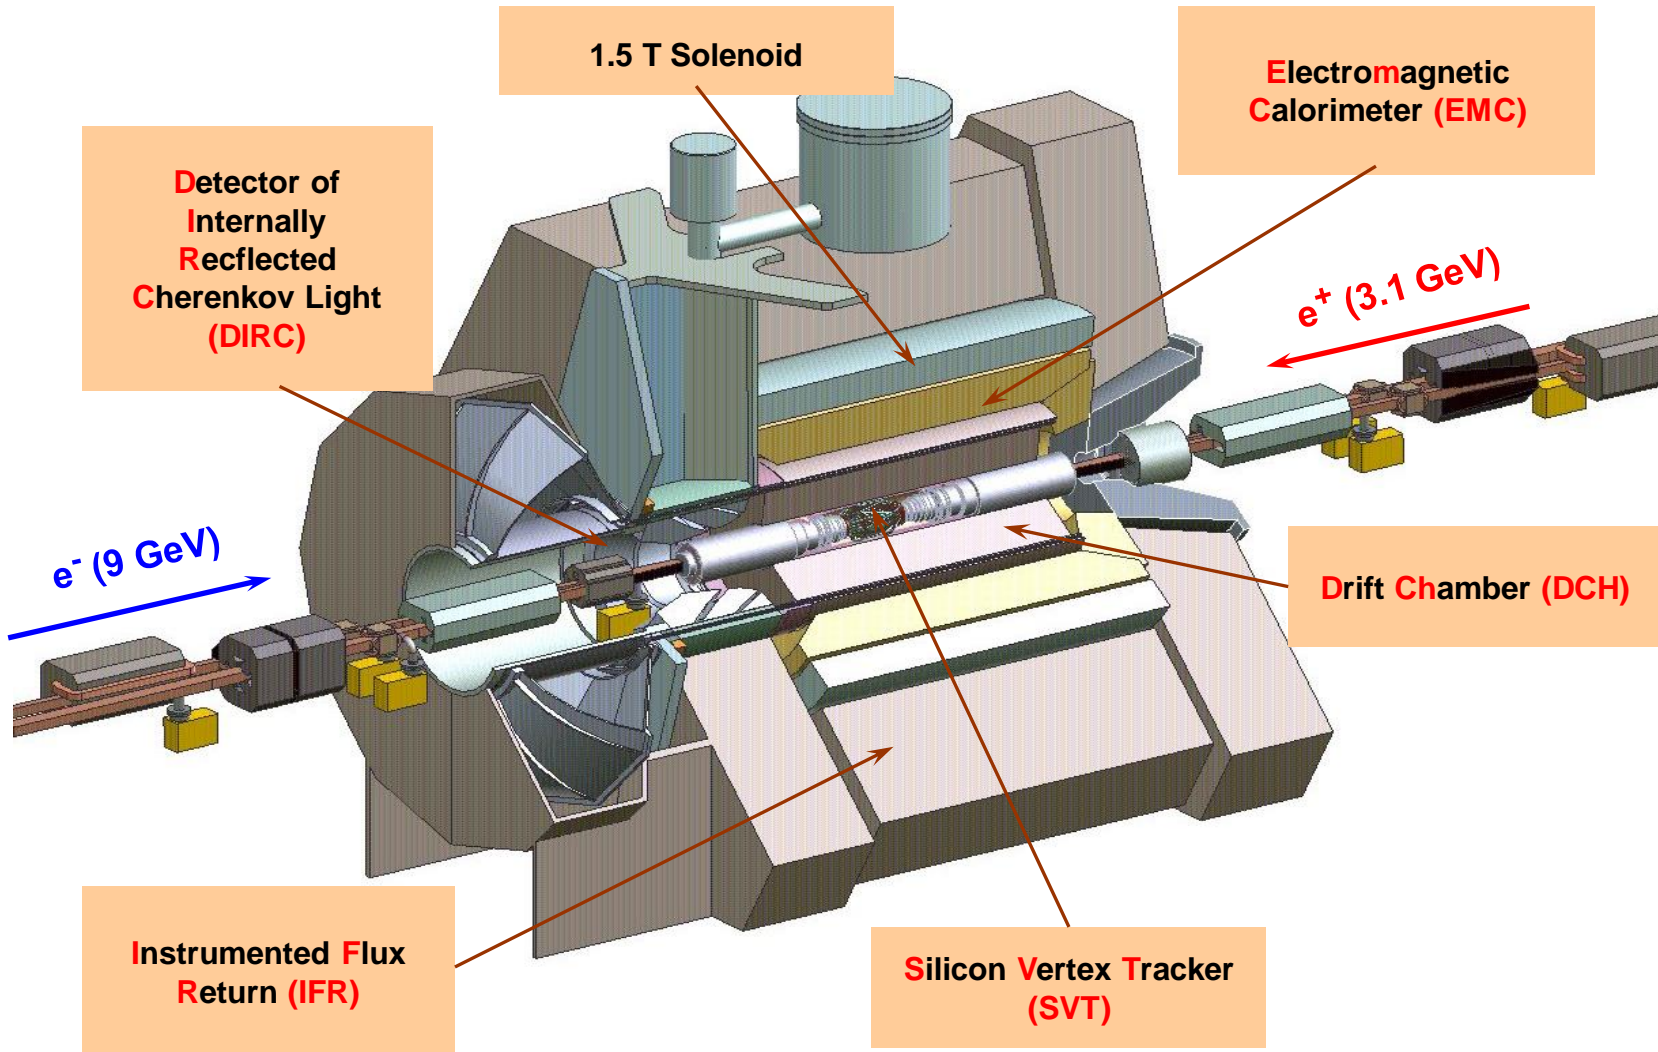 1.5 T Solenoid
Electromagnetic
Calorimeter (EMC)
Detector of
Internally
Recflected
Cherenkov Light
(DIRC)
e+ (3.1 GeV)
e- (9 GeV)
Drift Chamber (DCH)
Instrumented Flux
Return (IFR)
Silicon Vertex Tracker
(SVT)